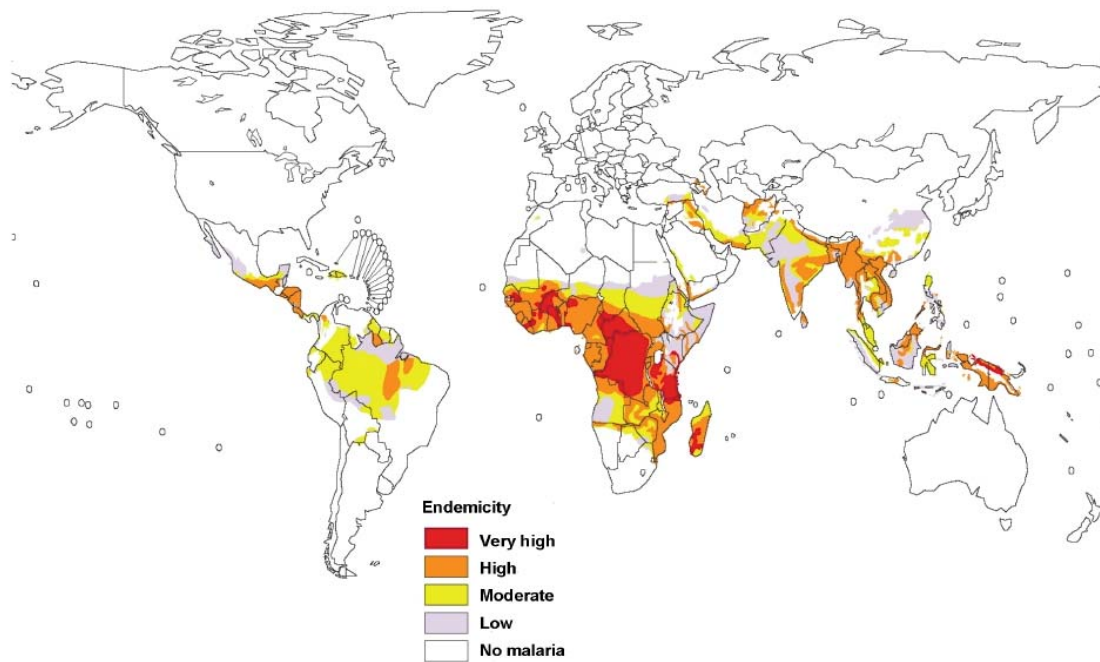 Endemicity
Very high
High
Moderate
Low
No malaria